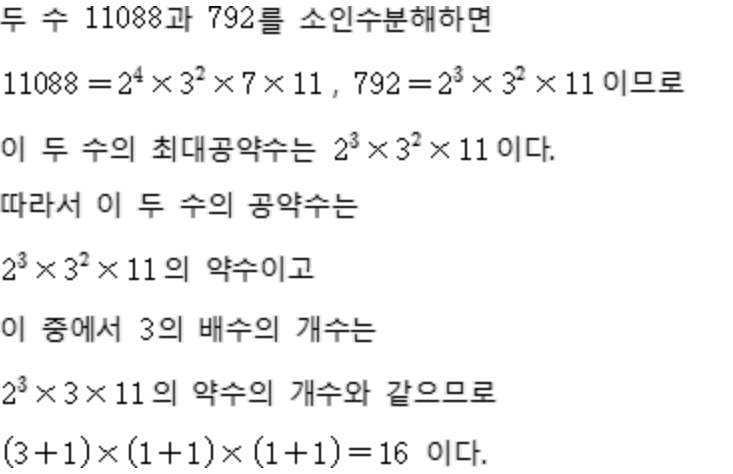 두 수 11088과 792를 소인수분해하면
11088＝2⁴×3²×7×11 , 792＝2³×3²×11 이므로
이 두 수의 최대공약수는 2³×3²×11 이다.
따라서 이 두 수의 공약수는
2³×3²×11 의 약수이고
이 중에서 3의 배수의 개수는
2³×3×11 의 약수의 개수와 같으므로
(3+1)×(1+1)×(1+1)＝16 이다.